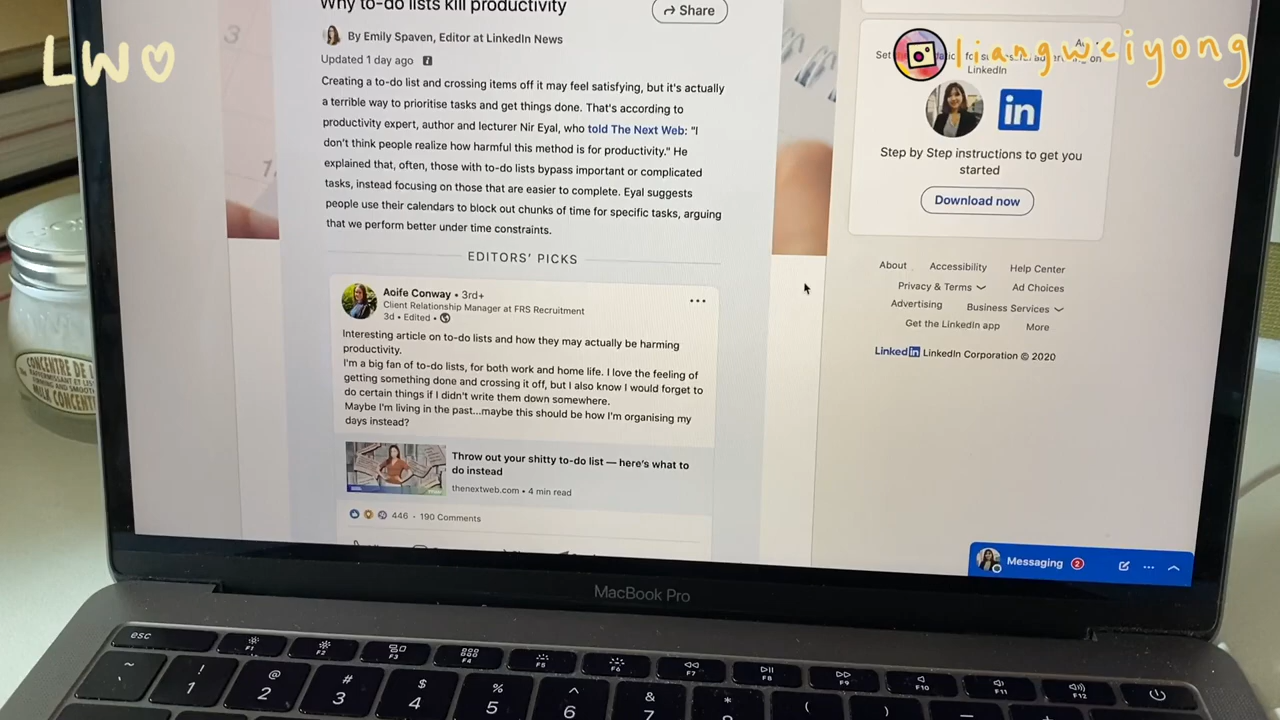 LW♡
liangweiyong
Why to-do lists kill productivity
Share
By Emily Spaven, Editor at LinkedIn News
Updated 1 day ago
Creating a to-do list and crossing items off it may feel satisfying, but it's actually
a terrible way to prioritise tasks and get things done. That's according to
productivity expert, author and lecturer Nir Eyal, who told The Next Web: "I
don't think people realize how harmful this method is for productivity." He
explained that, often, those with to-do lists bypass important or complicated
tasks, instead focusing on those that are easier to complete. Eyal suggests
people use their calendars to block out chunks of time for specific tasks, arguing
that we perform better under time constraints.
EDITORS' PICKS
Aoife Conway • 3rd+
Client Relationship Manager at FRS Recruitment
3d • Edited •
Interesting article on to-do lists and how they may actually be harming
productivity.
I'm a big fan of to-do lists, for both work and home life. I love the feeling of
getting something done and crossing it off, but I also know I would forget to
do certain things if I didn't write them down somewhere.
Maybe I'm living in the past...maybe this should be how I'm organising my
days instead?
Throw out your shitty to-do list — here's what to
do instead
thenextweb.com • 4 min read
446 · 190 Comments
3
1
Set
on
LinkedIn
in
Step by Step instructions to get you
started
Download now
About Accessibility Help Center
Privacy & Terms Ad Choices
Advertising Business Services
Get the LinkedIn app More
LinkedIn LinkedIn Corporation © 2020
Messaging 2
CONCENTRE DE
MacBook Pro
esc F1 F2 F3 F4 F5 F6 F7 F8 F9 F10 F11 F12
~ ! @ # $ % ^ & * ( ) —
` 1 2 3 4 5 6 7